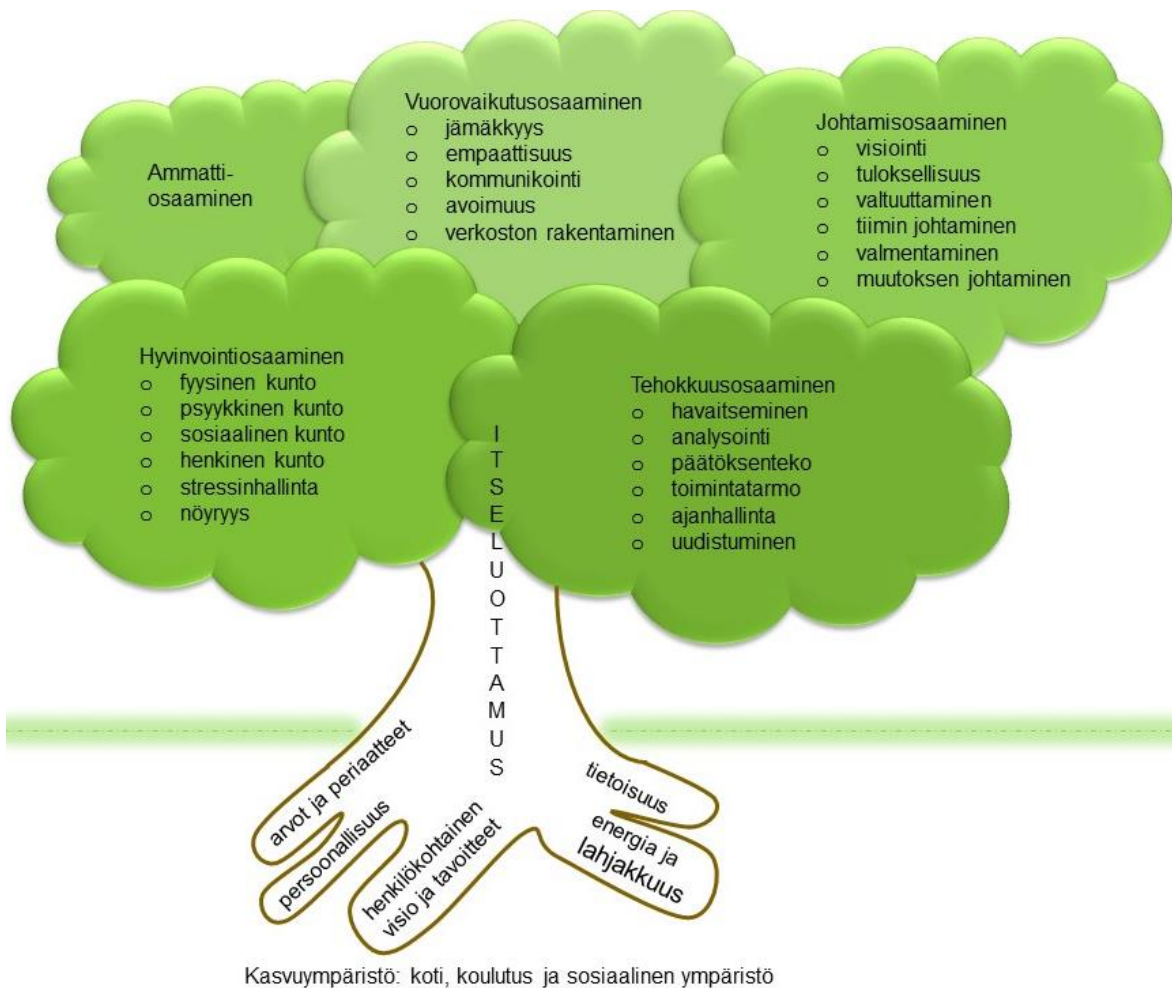 Ammatti-
osaaminen
Vuorovaikutusosaaminen
o jämäkkyys
o empaattisuus
o kommunikointi
o avoimuus
o verkoston rakentaminen
Johtamisosaaminen
o visiointi
o tuloksellisuus
o valtuuttaminen
o tiimin johtaminen
o valmentaminen
o muutoksen johtaminen
Hyvinvointiosaaminen
o fyysinen kunto
o psyykkinen kunto
o sosiaalinen kunto
o henkinen kunto
o stressinhallinta
o nöyryys
Tehokkuusosaaminen
o havaitseminen
o analysointi
o päätöksenteko
o toimintatarmo
o ajanhallinta
o uudistuminen
ITSELUOTTAMUS
arvot ja periaatteet
persoonallisuus
henkilökohtainen
visio ja tavoitteet
tietoisuus
energia ja
lahjakkuus
Kasvuympäristö: koti, koulutus ja sosiaalinen ympäristö